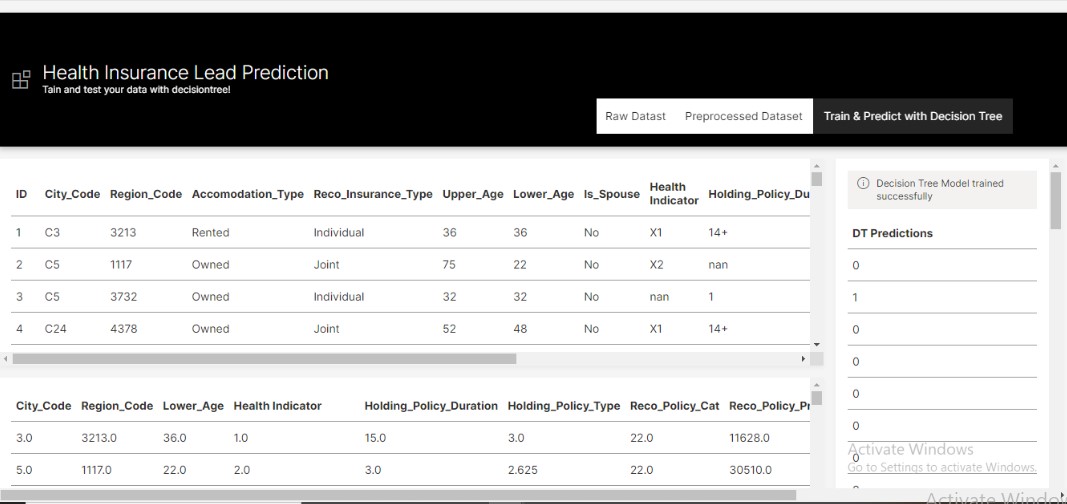 Health Insurance Lead Prediction
Tain and test your data with decisiontree!
Raw Datast Preprocessed Dataset Train & Predict with Decision Tree
ID City_Code Region_Code Accomodation_Type Reco_Insurance_Type Upper_Age Lower_Age Is_Spouse Health Indicator Holding_Policy_Du
1 C3 3213 Rented Individual 36 36 No X1 14+
2 C5 1117 Owned Joint 75 22 No X2 nan
3 C5 3732 Owned Individual 32 32 No nan 1
4 C24 4378 Owned Joint 52 48 No X1 14+
City_Code Region_Code Lower_Age Health Indicator Holding_Policy_Duration Holding_Policy_Type Reco_Policy_Cat Reco_Policy_Pr
3.0 3213.0 36.0 1.0 15.0 3.0 22.0 11628.0
5.0 1117.0 22.0 2.0 3.0 2.625 22.0 30510.0
Decision Tree Model trained
successfully
DT Predictions
0
1
0
0
0
0
Activate Windows
0
Go to Settings to activate Windows.
Activate Window